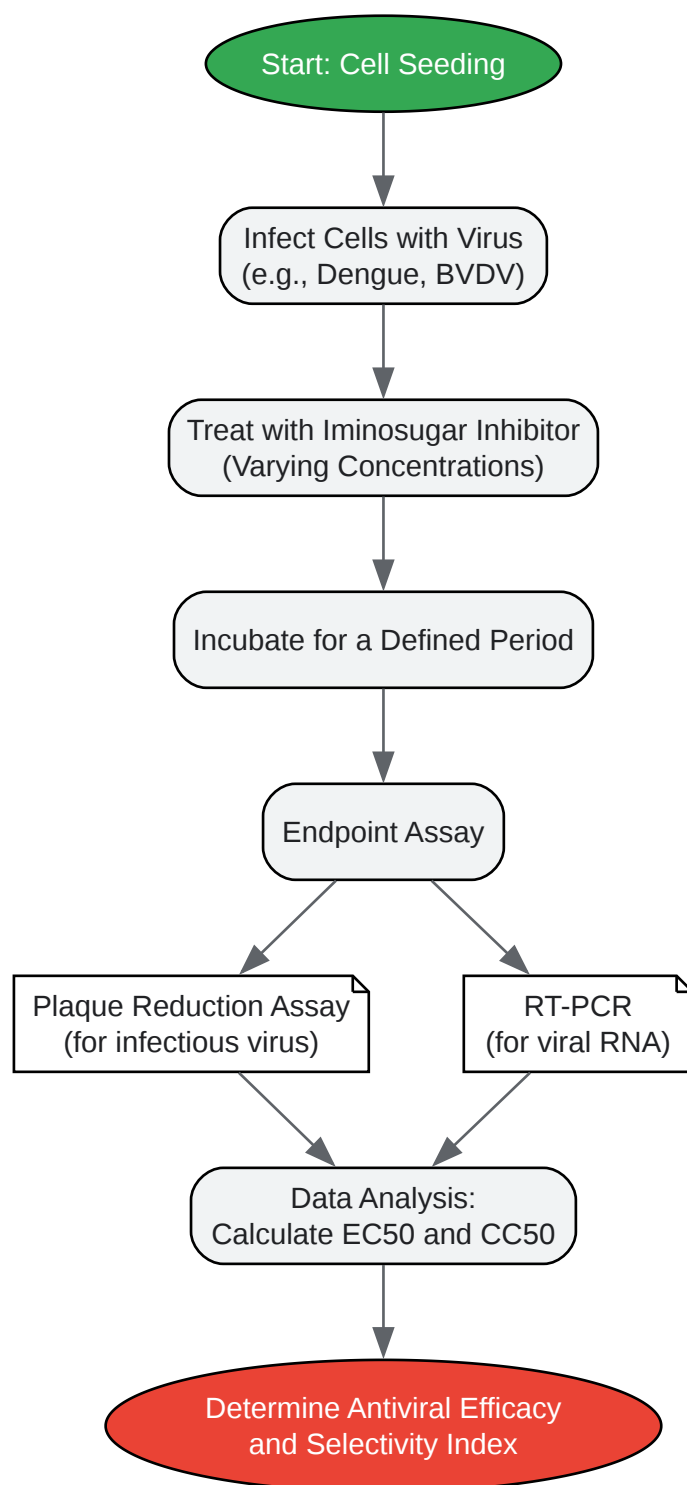 Start: Cell Seeding
Infect Cells with Virus
(e.g., Dengue, BVDV)
Treat with Iminosugar Inhibitor
(Varying Concentrations)
Incubate for a Defined Period
Endpoint Assay
Plaque Reduction Assay
(for infectious virus)
RT-PCR
(for viral RNA)
Data Analysis:
Calculate EC50 and CC50
Determine Antiviral Efficacy
and Selectivity Index